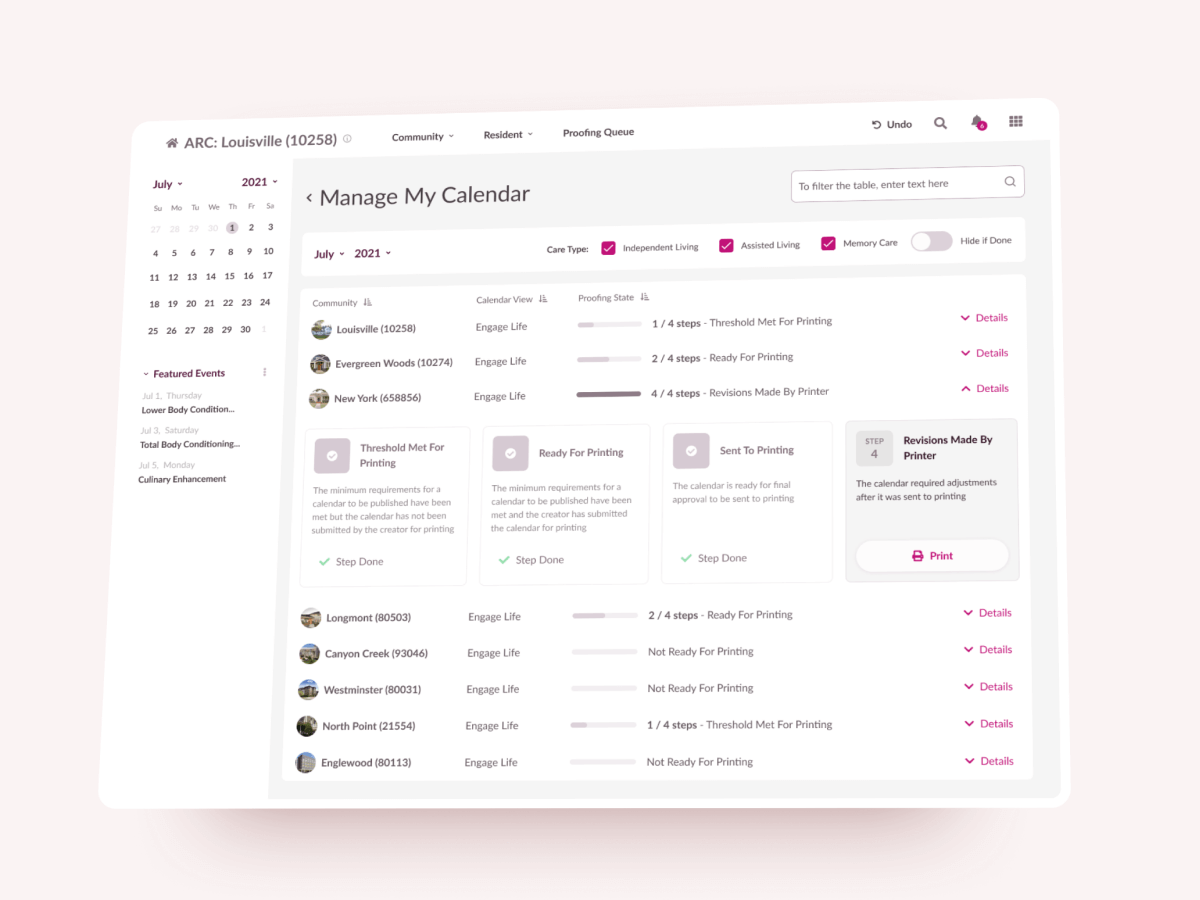 ARC: Louisville (10258)
Community
Resident
Proofing Queue
Undo
6
July
2021
Su Mo Tu We Th Fr Sa
27 28 29 30 1 2 3
4 5 6 7 8 9 10
11 12 13 14 15 16 17
18 19 20 21 22 23 24
25 26 27 28 29 30 1
Featured Events
Jul 1, Thursday
Lower Body Condition...
Jul 3, Saturday
Total Body Conditioning...
Jul 5, Monday
Culinary Enhancement
Manage My Calendar
To filter the table, enter text here
July 2021
Care Type:
Independent Living
Assisted Living
Memory Care
Hide if Done
Community
Calendar View
Proofing State
Louisville (10258) Engage Life 1 / 4 steps - Threshold Met For Printing Details
Evergreen Woods (10274) Engage Life 2 / 4 steps - Ready For Printing Details
New York (658856) Engage Life 4 / 4 steps - Revisions Made By Printer Details
Threshold Met For
Printing
The minimum requirements for a
calendar to be published have been
met but the calendar has not been
submitted by the creator for printing
Step Done
Ready For Printing
The minimum requirements for a
calendar to be published have been
met and the creator has submitted
the calendar for printing
Step Done
Sent To Printing
The calendar is ready for final
approval to be sent to printing
Step Done
STEP
4
Revisions Made By
Printer
The calendar required adjustments
after it was sent to printing
Print
Longmont (80503) Engage Life 2 / 4 steps - Ready For Printing Details
Canyon Creek (93046) Engage Life Not Ready For Printing Details
Westminster (80031) Engage Life Not Ready For Printing Details
North Point (21554) Engage Life 1 / 4 steps - Threshold Met For Printing Details
Englewood (80113) Engage Life Not Ready For Printing Details